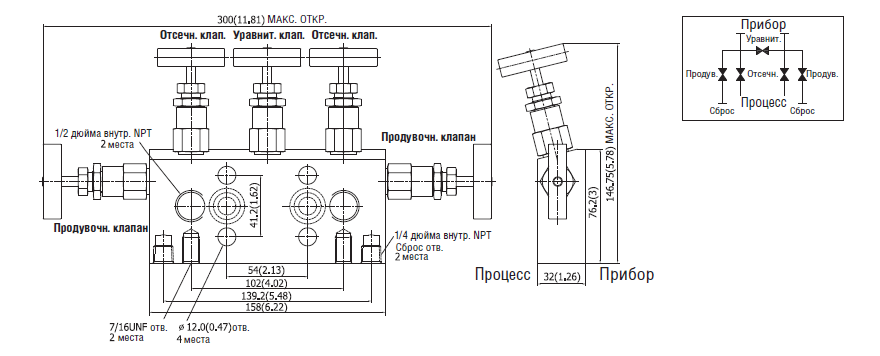 300(11.81) МАКС. ОТКР.
Отсечн. клап. Уравнит. клап. Отсечн. клап.
1/2 дюйма внутр. NPT
2 места
Продувочн. клапан
41.2(1.62)
Продувочн. клапан
1/4 дюйма внутр. NPT
Сброс отв.
2 места
54(2.13)
102(4.02)
139.2(5.48)
158(6.22)
7/16UNF отв.
2 места
ø 12.0(0.47)отв.
4 места
76.2(3)
146.75(5.78) МАКС. ОТКР.
Процесс
32(1.26)
Прибор
Прибор
Уравнит.
Продув.
Отсечн.
Продув.
Процесс
Сброс
Сброс